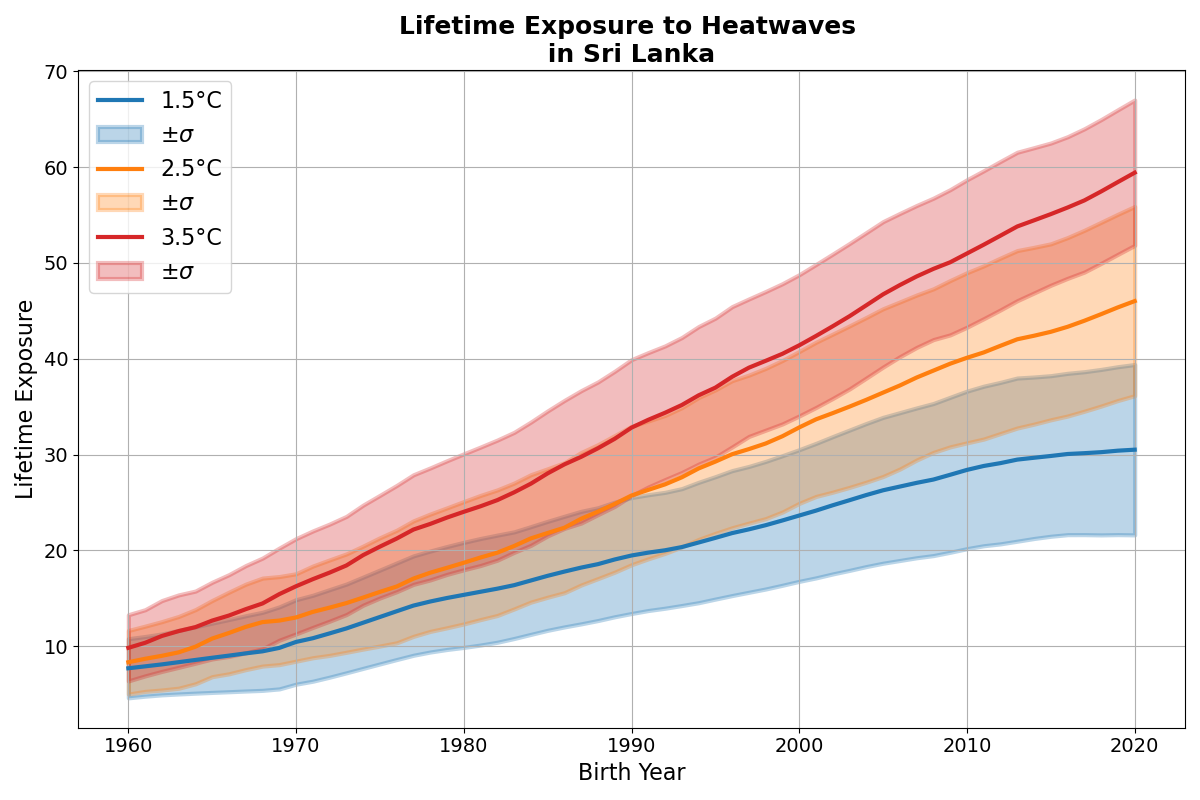 Lifetime Exposure to Heatwaves
in Sri Lanka
70
60
50
40
30
20
10
Lifetime Exposure
1.5°C
±σ
2.5°C
±σ
3.5°C
±σ
1960 1970 1980 1990 2000 2010 2020
Birth Year